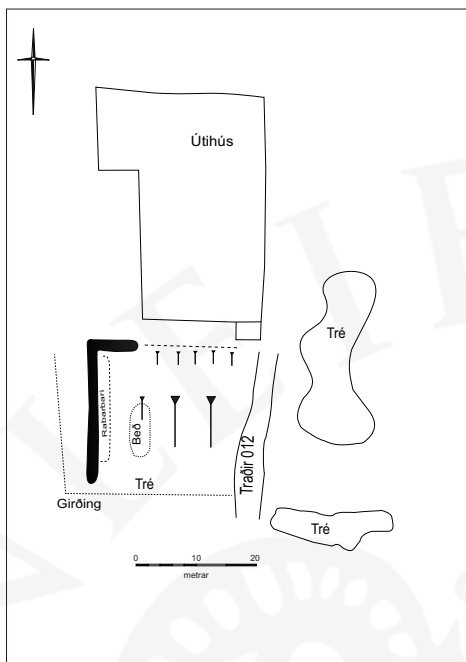 Útihús
Tré
Rabarbari
Beð
Traðir 012
Tré
Girðing
Tré
0 10 20
metrar